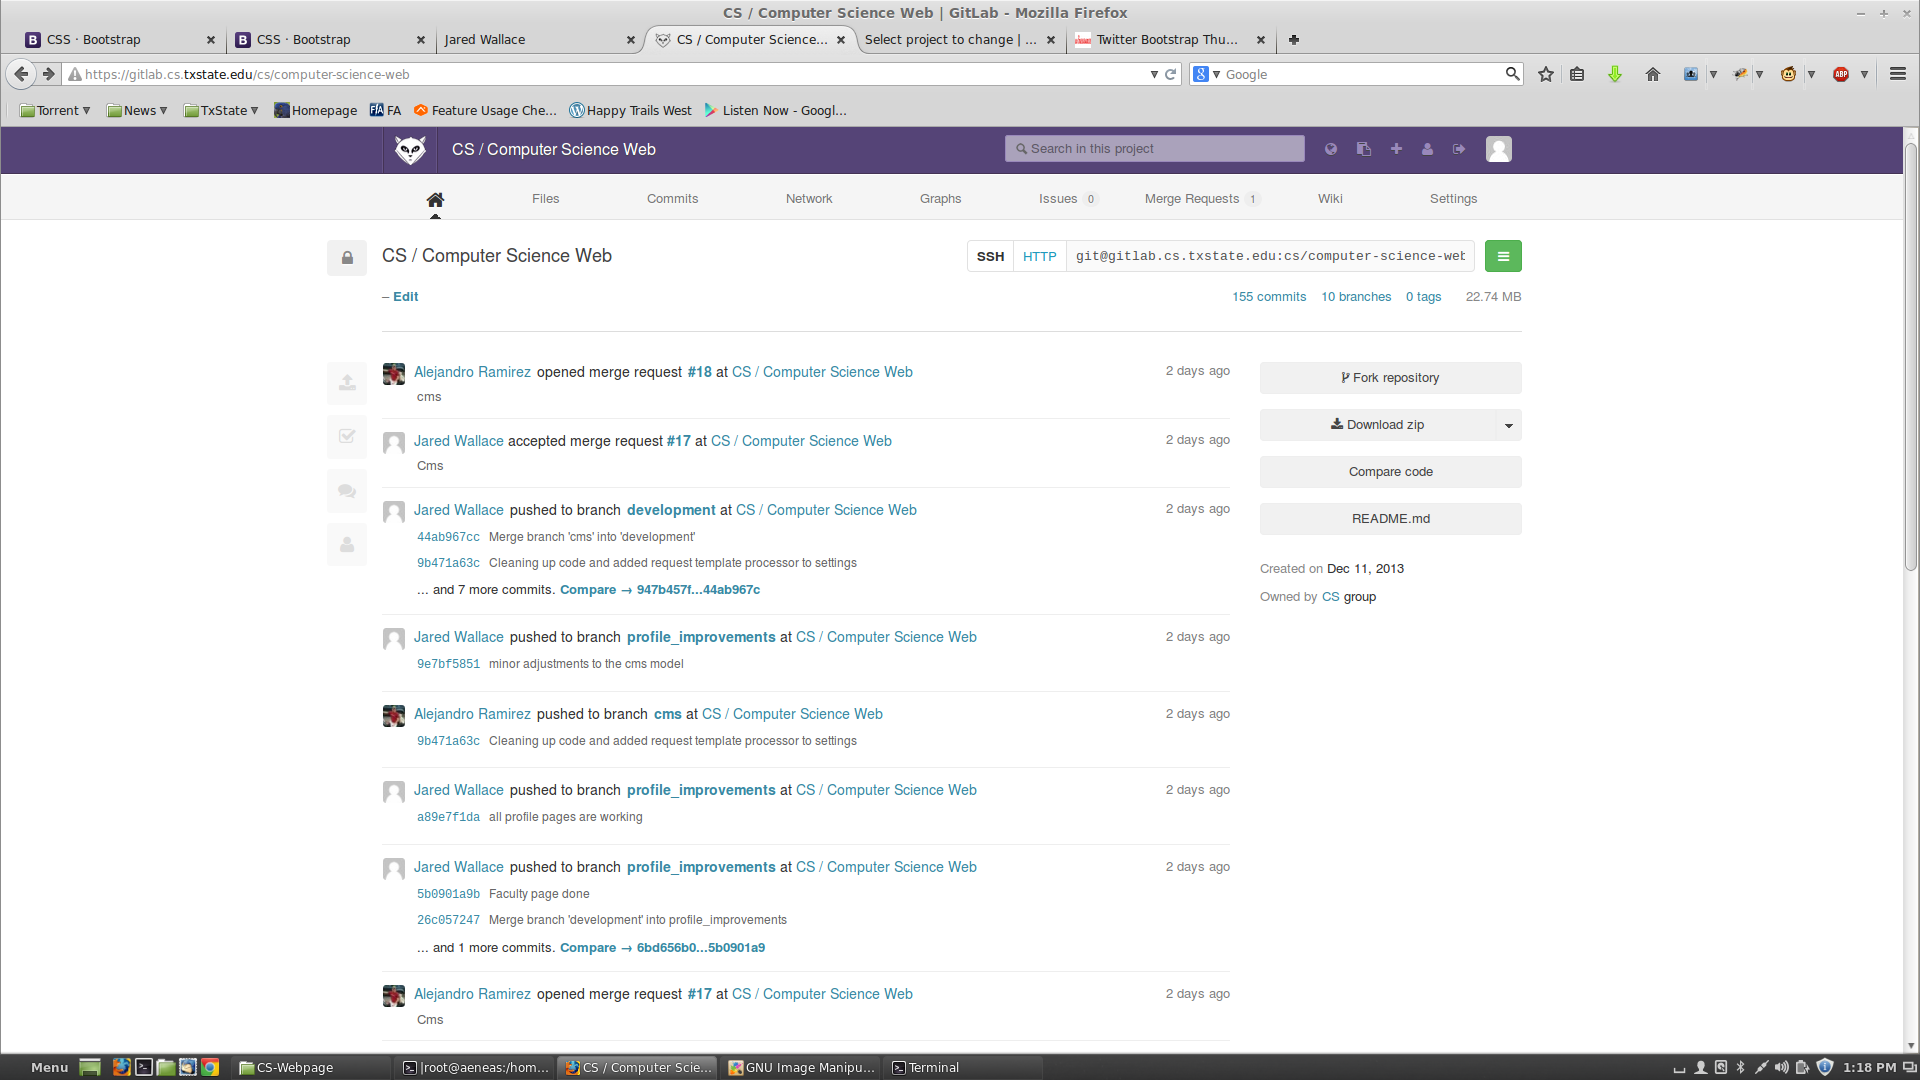 CS / Computer Science Web | GitLab - Mozilla Firefox
CSS · Bootstrap
CSS · Bootstrap
Jared Wallace
CS / Computer Science...
Select project to change | ...
Twitter Bootstrap Thu...
https://gitlab.cs.txstate.edu/cs/computer-science-web
Google
Torrent
News
TxState
Homepage
FA
Feature Usage Che...
Happy Trails West
Listen Now - Googl...
CS / Computer Science Web
Search in this project
Files
Commits
Network
Graphs
Issues 0
Merge Requests 1
Wiki
Settings
CS / Computer Science Web
SSH
HTTP
git@gitlab.cs.txstate.edu:cs/computer-science-wet
– Edit
155 commits
10 branches
0 tags
22.74 MB
Alejandro Ramirez opened merge request #18 at CS / Computer Science Web
2 days ago
cms
Jared Wallace accepted merge request #17 at CS / Computer Science Web
2 days ago
Cms
Jared Wallace pushed to branch development at CS / Computer Science Web
2 days ago
44ab967cc Merge branch 'cms' into 'development'
9b471a63c Cleaning up code and added request template processor to settings
... and 7 more commits. Compare → 947b457f...44ab967c
Jared Wallace pushed to branch profile_improvements at CS / Computer Science Web
2 days ago
9e7bf5851 minor adjustments to the cms model
Alejandro Ramirez pushed to branch cms at CS / Computer Science Web
2 days ago
9b471a63c Cleaning up code and added request template processor to settings
Jared Wallace pushed to branch profile_improvements at CS / Computer Science Web
2 days ago
a89e7f1da all profile pages are working
Jared Wallace pushed to branch profile_improvements at CS / Computer Science Web
2 days ago
5b0901a9b Faculty page done
26c057247 Merge branch 'development' into profile_improvements
... and 1 more commits. Compare → 6bd656b0...5b0901a9
Alejandro Ramirez opened merge request #17 at CS / Computer Science Web
2 days ago
Cms
Fork repository
Download zip
Compare code
README.md
Created on Dec 11, 2013
Owned by CS group
Menu
CS-Webpage
|root@aeneas:/hom...
CS / Computer Scie...
GNU Image Manipu...
Terminal
1:18 PM